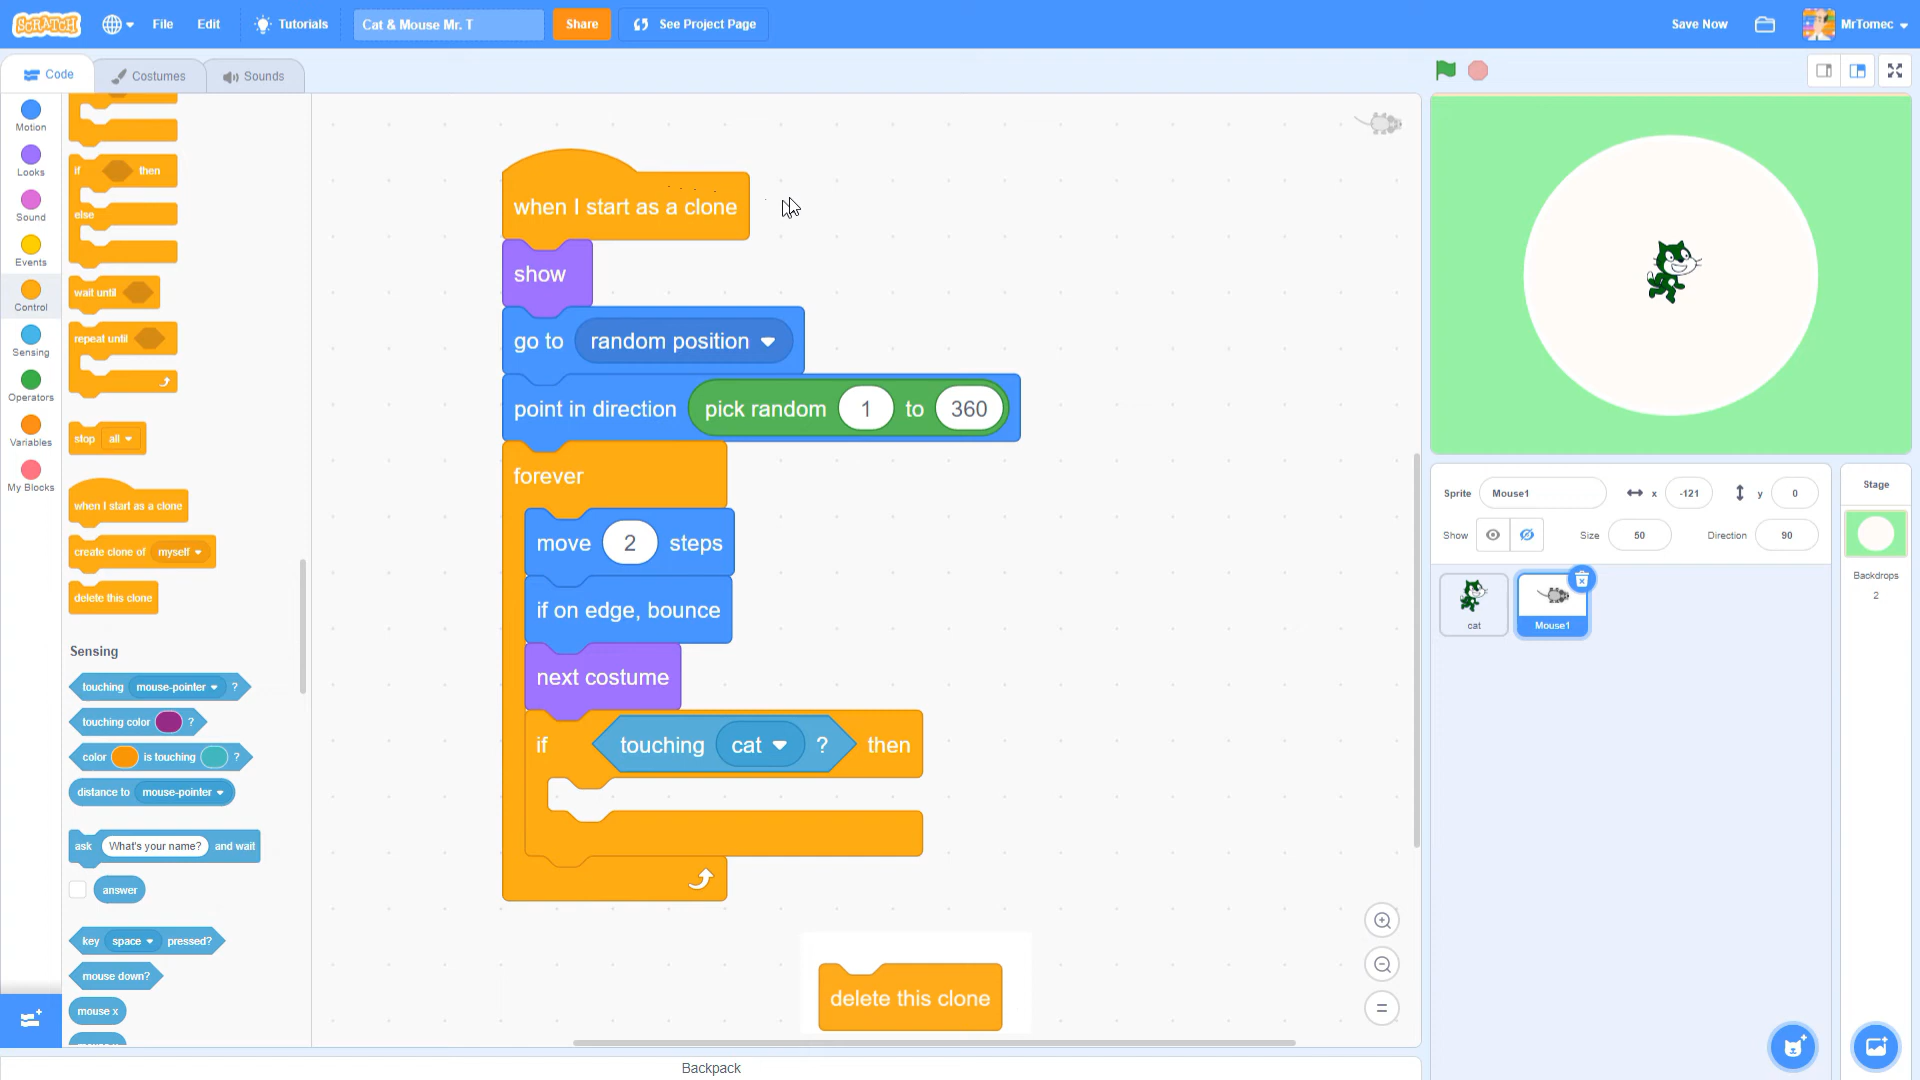 SCRATCH
File
Edit
Tutorials
Cat & Mouse Mr. T
Share
See Project Page
Save Now
MrTomec
Code
Costumes
Sounds
Motion
Looks
Sound
Events
Control
Sensing
Operators
Variables
My Blocks
if then
else
wait until
repeat until
stop all
when I start as a clone
create clone of myself
delete this clone
Sensing
touching mouse-pointer ?
touching color ?
color is touching ?
distance to mouse-pointer
ask What's your name? and wait
answer
key space pressed?
mouse down?
mouse x
when I start as a clone
show
go to random position
point in direction pick random 1 to 360
forever
move 2 steps
if on edge, bounce
next costume
if touching cat ? then
delete this clone
Backpack
Sprite Mouse1 x -121 y 0
Show Size 50 Direction 90
cat
Mouse1
Stage
Backdrops
2